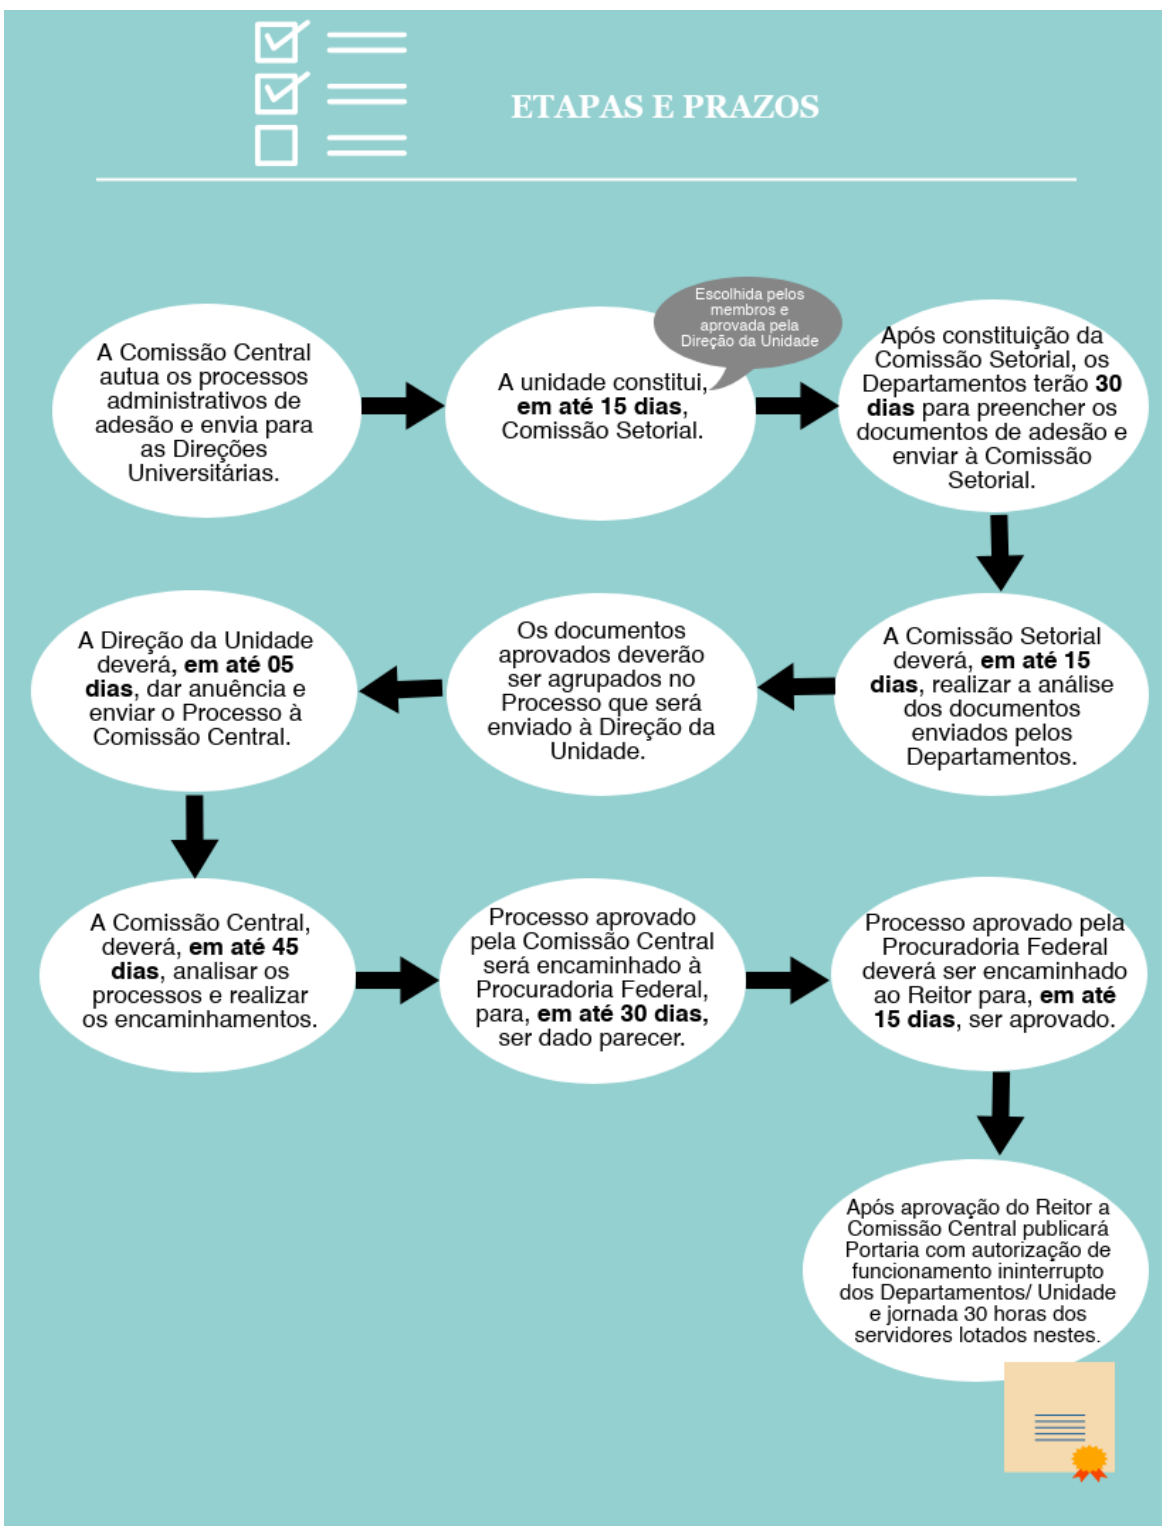 ETAPAS E PRAZOS
A Comissão Central
autua os processos
administrativos de
adesão e envia para
as Direções
Universitárias.
A unidade constitui,
em até 15 dias,
Comissão Setorial.
Escolhida pelos
membros e
aprovada pela
Direção da Unidade
Após constituição da
Comissão Setorial, os
Departamentos terão 30
dias para preencher os
documentos de adesão e
enviar à Comissão
Setorial.
A Comissão Setorial
deverá, em até 15
dias, realizar a análise
dos documentos
enviados pelos
Departamentos.
Os documentos
aprovados deverão
ser agrupados no
Processo que será
enviado à Direção da
Unidade.
A Direção da Unidade
deverá, em até 05
dias, dar anuência e
enviar o Processo à
Comissão Central.
A Comissão Central,
deverá, em até 45
dias, analisar os
processos e realizar
os encaminhamentos.
Processo aprovado
pela Comissão Central
será encaminhado à
Procuradoria Federal,
para, em até 30 dias,
ser dado parecer.
Processo aprovado pela
Procuradoria Federal
deverá ser encaminhado
ao Reitor para, em até
15 dias, ser aprovado.
Após aprovação do Reitor a
Comissão Central publicará
Portaria com autorização de
funcionamento ininterrupto
dos Departamentos/ Unidade
e jornada 30 horas dos
servidores lotados nestes.